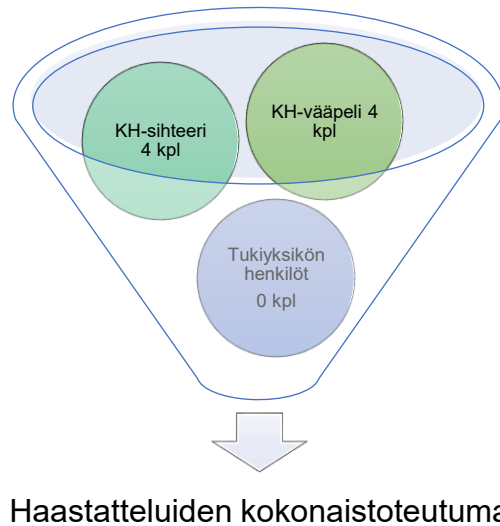 KH-sihteeri
4 kpl
KH-vääpeli 4
kpl
Tukiyksikön
henkilöt
0 kpl
Haastatteluiden kokonaistoteutuma